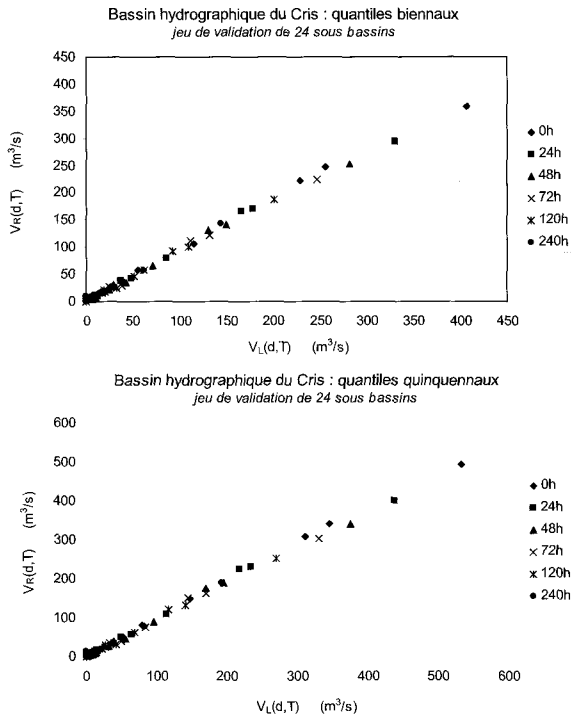 Bassin hydrographique du Cris : quantiles biennaux
jeu de validation de 24 sous bassins
450
400
350
300
250
200
150
100
50
0
V_R(d,T) (m³/s)
0 50 100 150 200 250 300 350 400 450
V_L(d,T) (m³/s)
0h
24h
48h
72h
120h
240h
Bassin hydrographique du Cris : quantiles quinquennaux
jeu de validation de 24 sous bassins
600
500
400
300
200
100
0
V_R(d,T) (m³/s)
0 100 200 300 400 500 600
V_L(d,T) (m³/s)
0h
24h
48h
72h
120h
240h